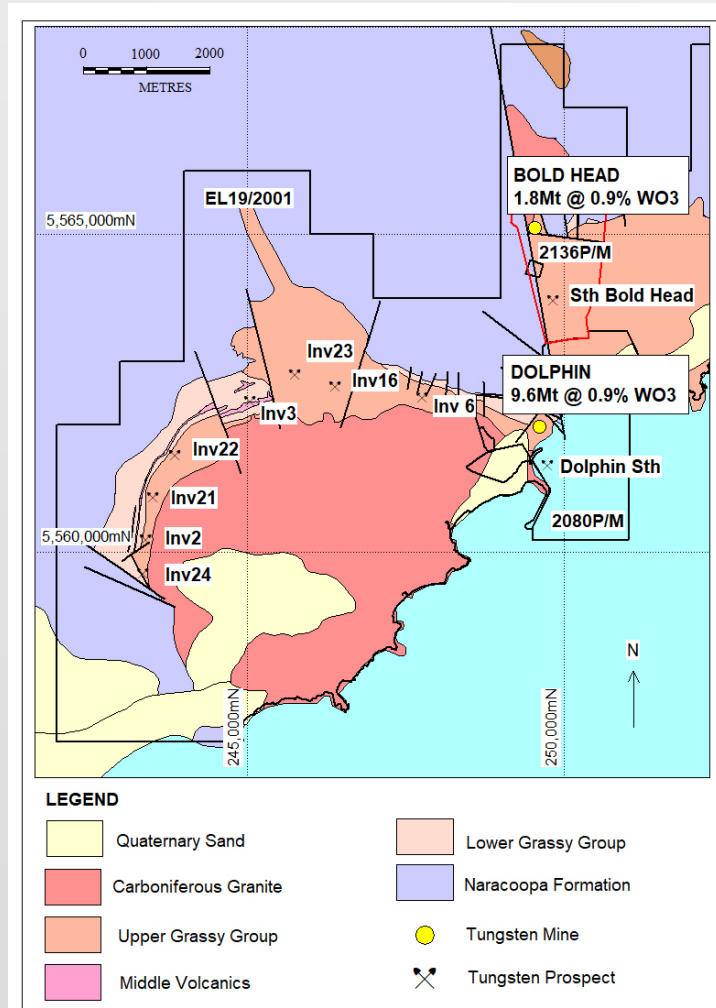 0 1000 2000
METRES
BOLD HEAD
1.8Mt @ 0.9% WO3
EL19/2001
5,565,000mN
2136P/M
Sth Bold Head
Inv23
Inv16
DOLPHIN
9.6Mt @ 0.9% WO3
Inv3
Inv 6
Inv22
Dolphin Sth
Inv21
2080P/M
5,560,000mN
Inv2
Inv24
N
245,000mN
250,000mN
LEGEND
Quaternary Sand
Lower Grassy Group
Carboniferous Granite
Naracoopa Formation
Upper Grassy Group
Tungsten Mine
Middle Volcanics
Tungsten Prospect